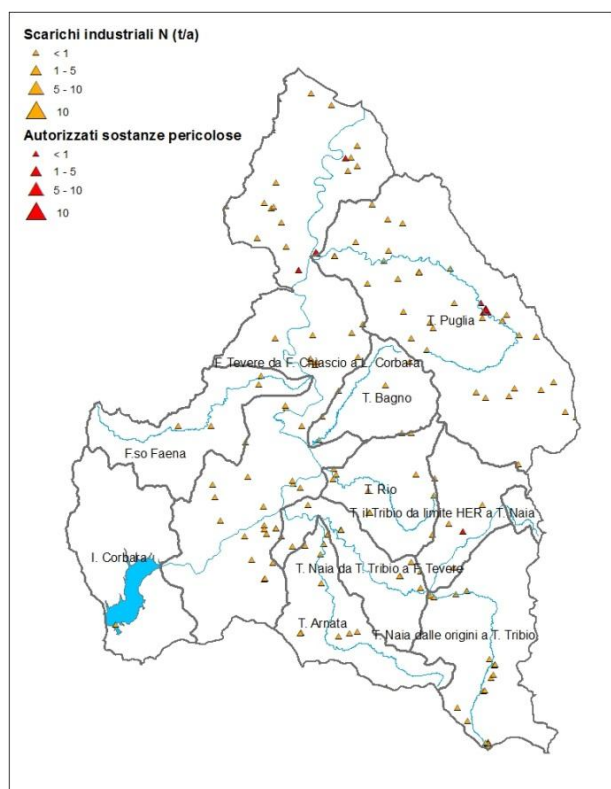 Scarichi industriali N (t/a)
< 1
1 - 5
5 - 10
10
Autorizzati sostanze pericolose
< 1
1 - 5
5 - 10
10
T. Puglia
F. Tevere da F. Chiascio a L. Corbara
T. Bagno
F.so Faena
T. Rio
T. il Tribio da limite HER a T. Naia
I. Corbara
T. Naia da T. Tribio a F. Tevere
T. Arnata
T. Naia dalle origini a T. Tribio